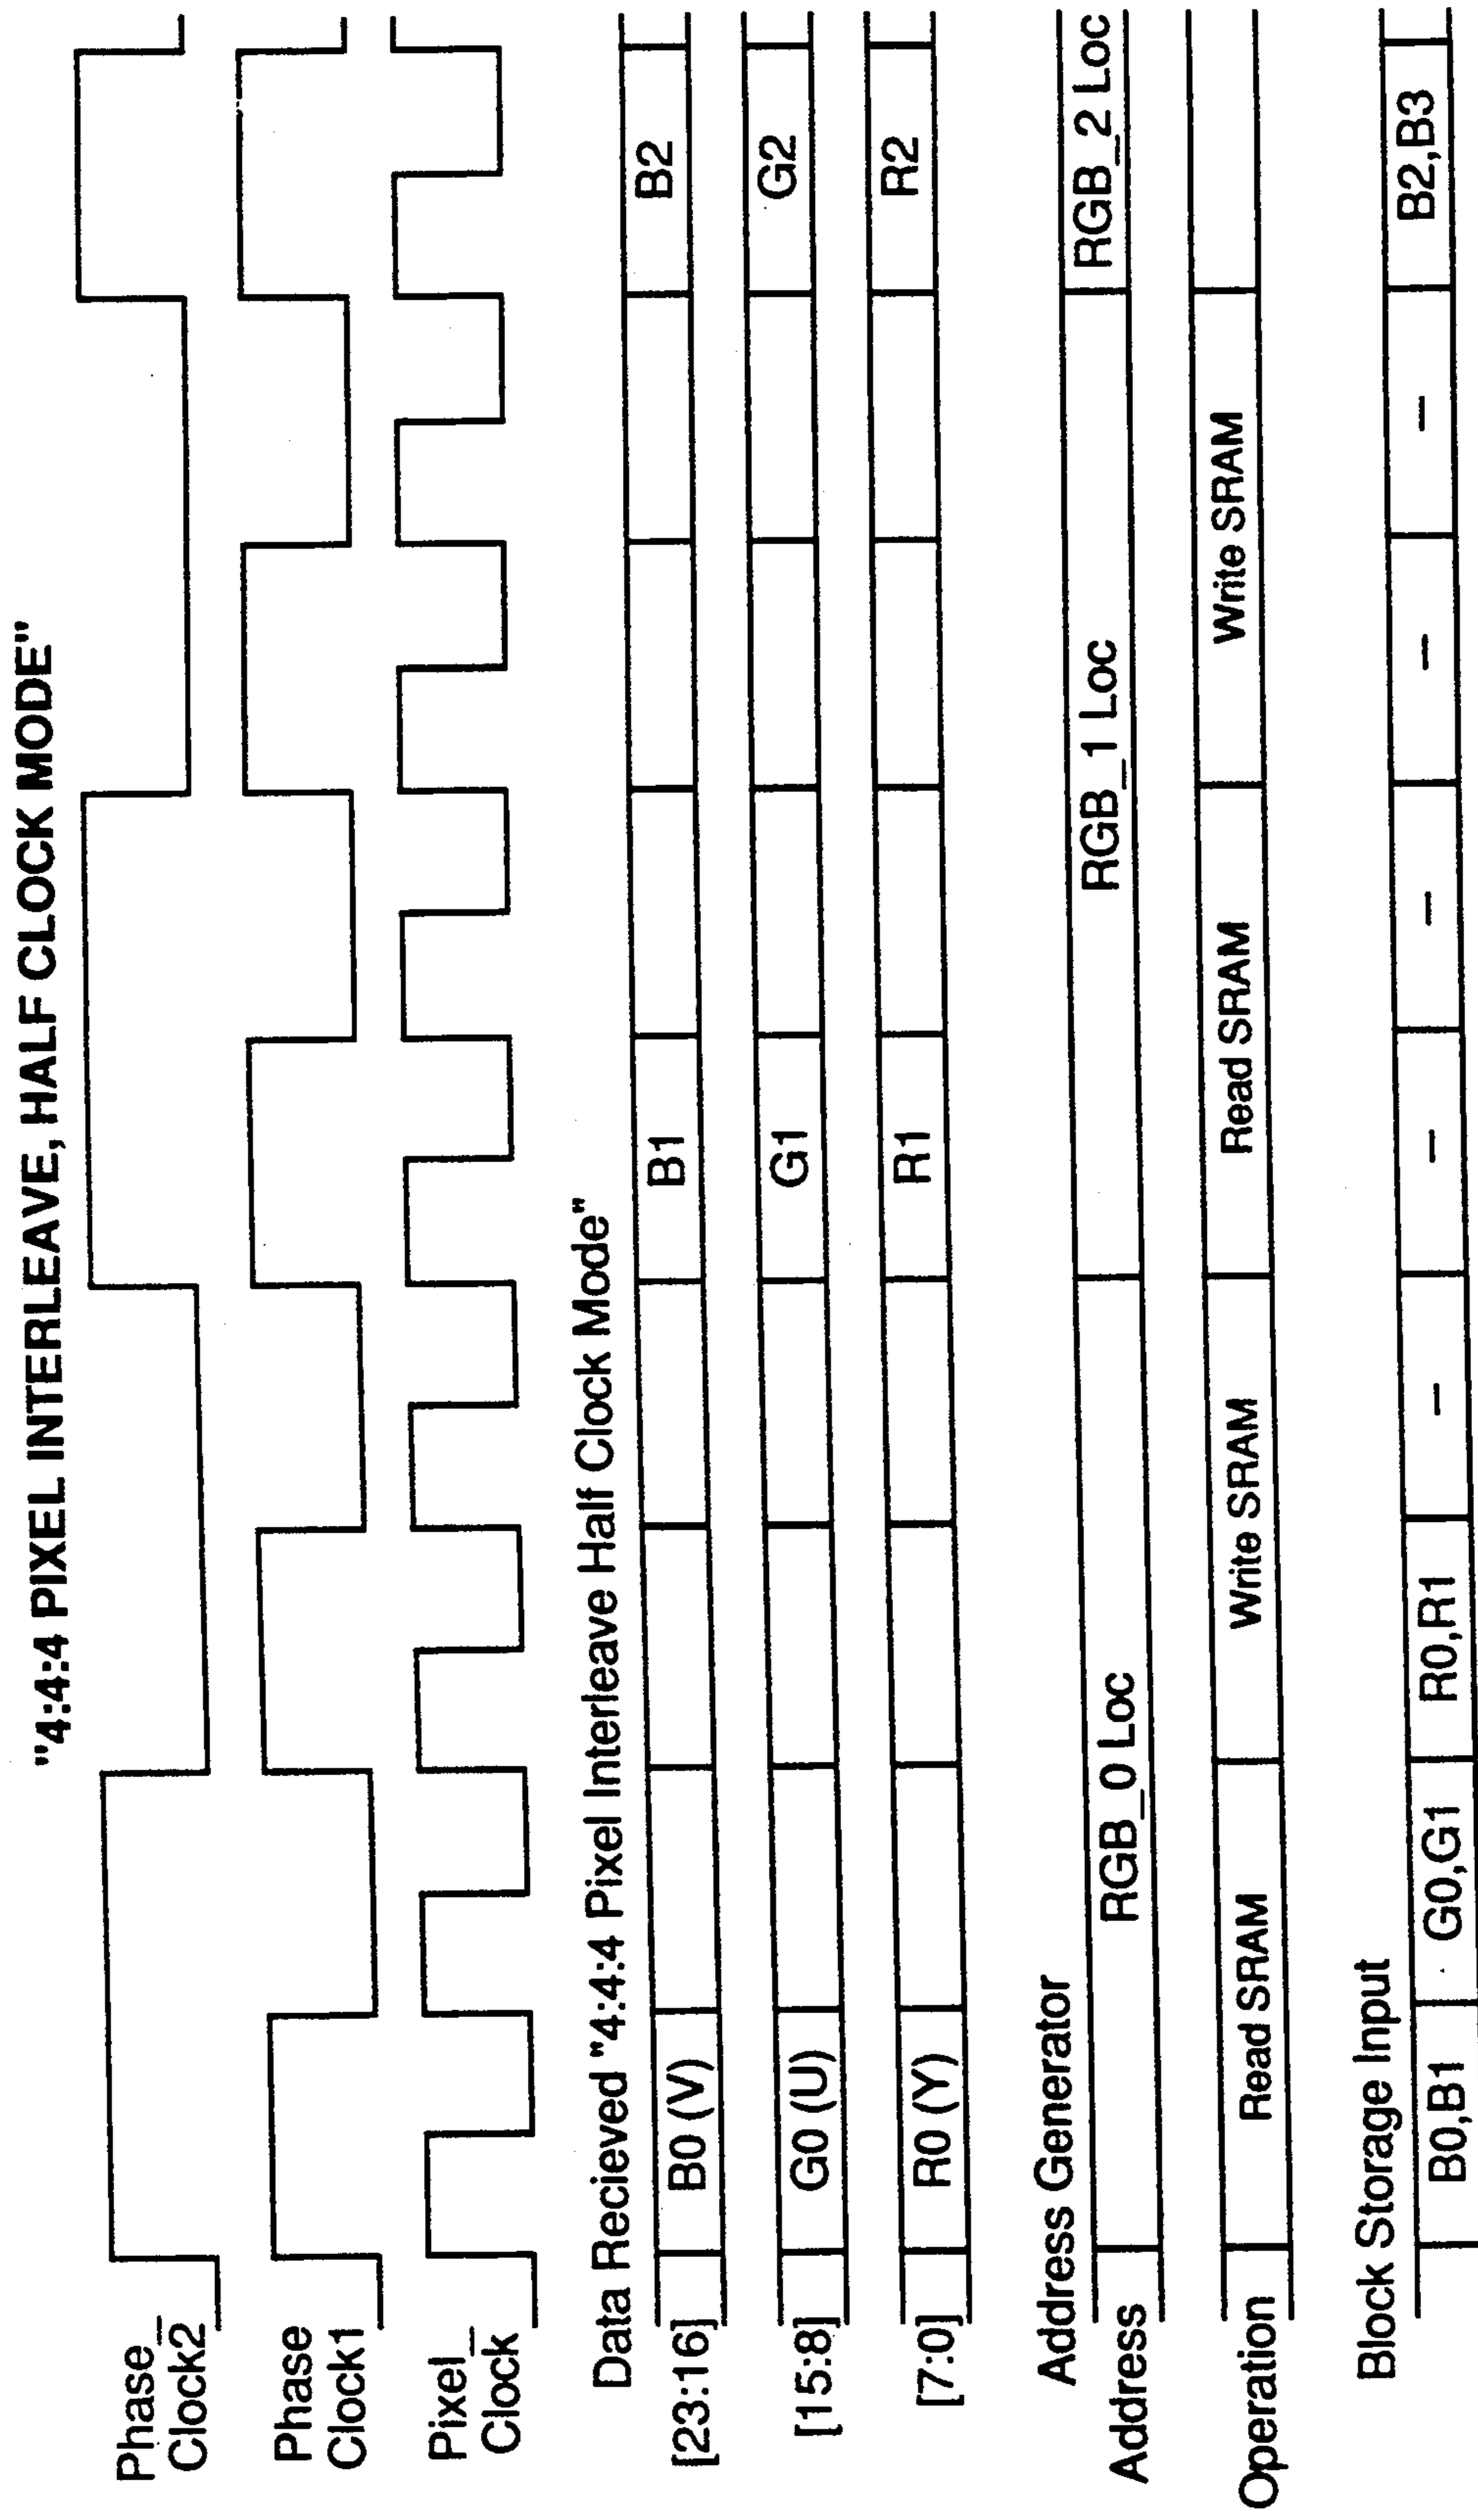 "4:4:4 PIXEL INTERLEAVE, HALF CLOCK MODE"
Phase_
Clock2
Phase
Clock1
Pixel_
Clock
Data Recieved "4:4:4 Pixel Interleave Half Clock Mode"
[23:16] B0 (V) B1 B2
[15:8] G0 (U) G1 G2
[7:0] R0 (Y) R1 R2
Address Generator
Address RGB_0 Loc RGB_1 Loc RGB_2 Loc
Operation Read SRAM Write SRAM Read SRAM Write SRAM
Block Storage Input
B0,B1 G0,G1 R0,R1 – – – – – B2,B3